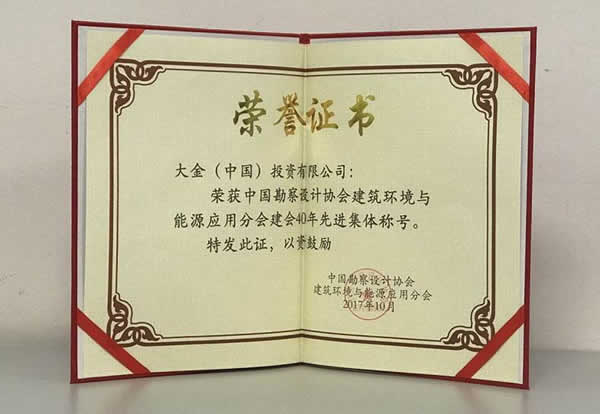 荣誉证书
大金（中国）投资有限公司：
荣获中国勘察设计协会建筑环境与
能源应用分会建会40年先进集体称号。
特发此证，以资鼓励
中国勘察设计协会
建筑环境与能源应用分会
2017年10月